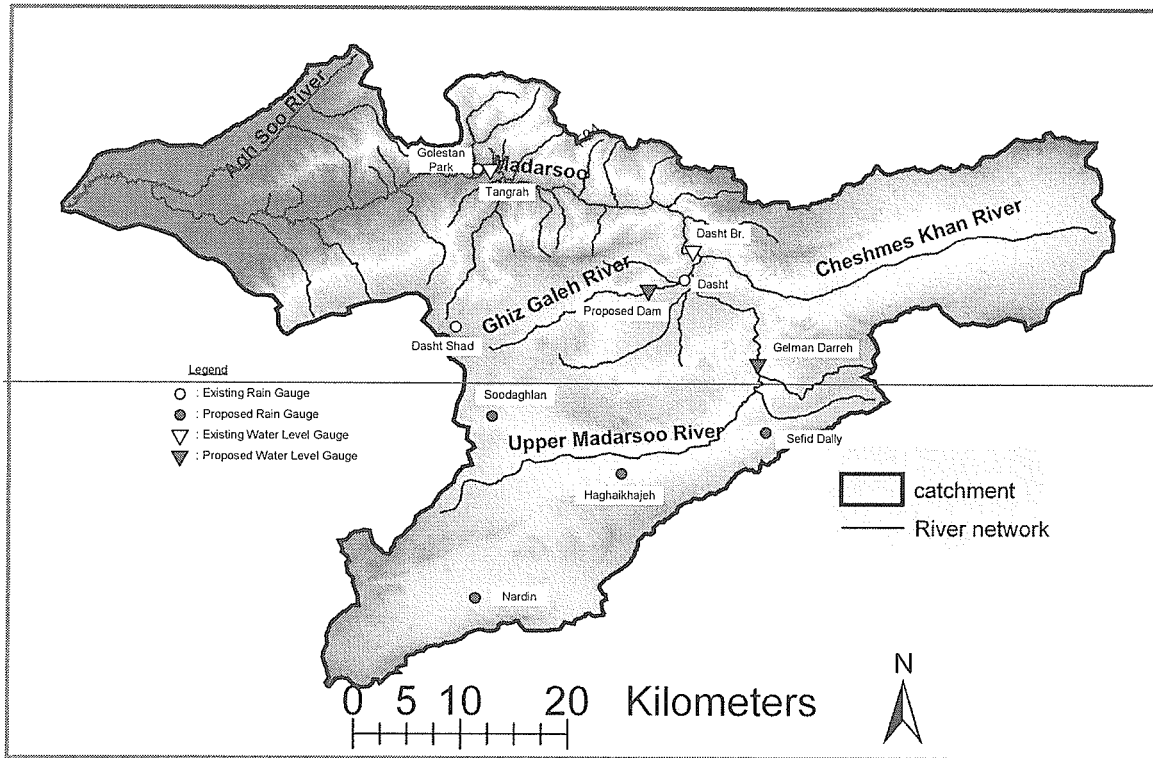 Agh Soo River
Golestan
Park
Madarsoo
Tangrah
Dasht Br.
Cheshmes Khan River
Ghiz Galeh River
Dasht
Proposed Dam
Dasht Shad
Gelman Darreh
Legend
: Existing Rain Gauge
: Proposed Rain Gauge
: Existing Water Level Gauge
: Proposed Water Level Gauge
Soodaghlan
Upper Madarsoo River
Sefid Dally
Haghaikhajeh
catchment
River network
Nardin
0 5 10 20 Kilometers
N